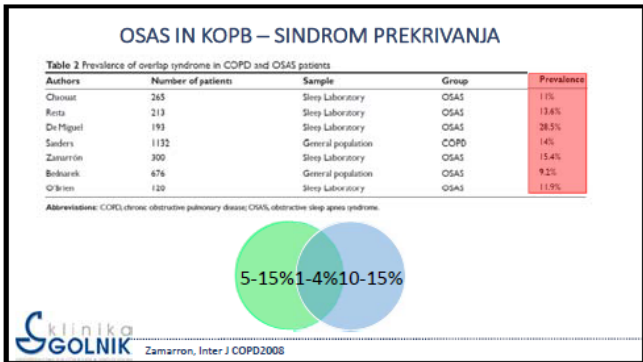 OSAS IN KOPB – SINDROM PREKRIVANJA
Table 2 Prevalence of overlap syndrome in COPD and OSAS patients
Authors Number of patients Sample Group Prevalence
Chaouat 265 Sleep Laboratory OSAS 11%
Resta 213 Sleep Laboratory OSAS 13.6%
De Miguel 193 Sleep Laboratory OSAS 28.5%
Sanders 1132 General population COPD 14%
Zamarrón 300 Sleep Laboratory OSAS 15.4%
Bednarek 676 General population OSAS 9.2%
O'Brien 120 Sleep Laboratory OSAS 11.9%
Abbreviations: COPD, chronic obstructive pulmonary disease; OSAS, obstructive sleep apnea syndrome.
5-15% 1-4% 10-15%
klinika
GOLNIK
Zamarron, Inter J COPD2008